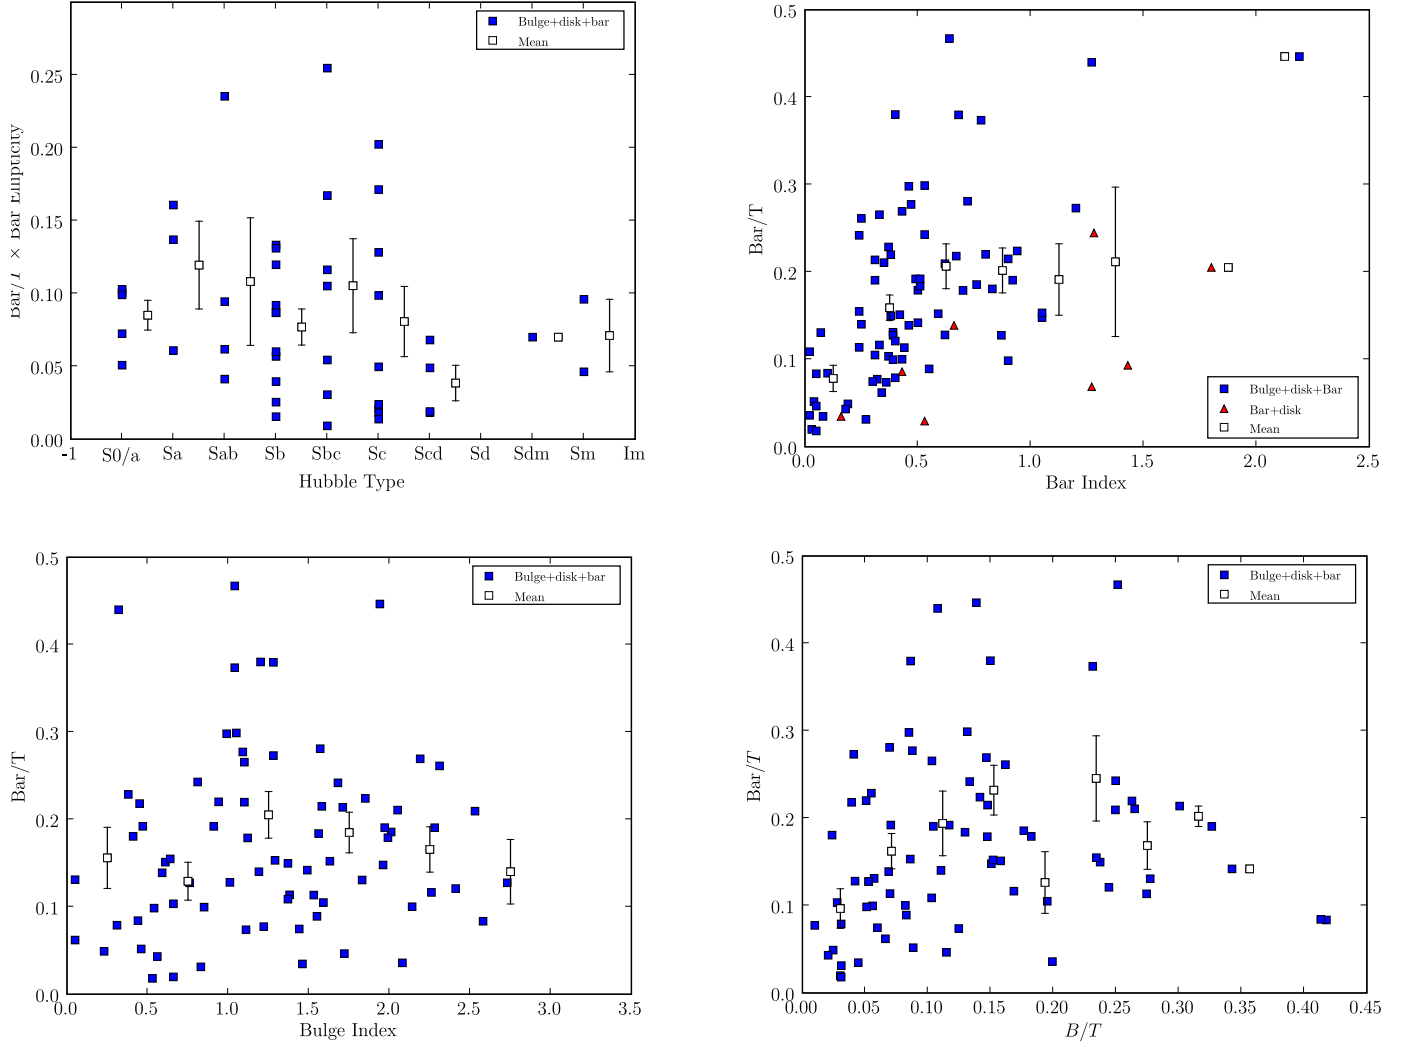 Bulge+disk+bar
Mean
0.25
0.20
0.15
0.10
0.05
0.00
Bar/T × Bar Ellipticity
-1 S0/a Sa Sab Sb Sbc Sc Scd Sd Sdm Sm Im
Hubble Type
0.5
0.4
0.3
0.2
0.1
0.0
Bar/T
Bulge+disk+Bar
Bar+disk
Mean
0.0 0.5 1.0 1.5 2.0 2.5
Bar Index
Bulge+disk+bar
Mean
0.5
0.4
0.3
0.2
0.1
0.0
Bar/T
0.0 0.5 1.0 1.5 2.0 2.5 3.0 3.5
Bulge Index
Bulge+disk+bar
Mean
0.5
0.4
0.3
0.2
0.1
0.0
Bar/T
0.00 0.05 0.10 0.15 0.20 0.25 0.30 0.35 0.40 0.45
B/T